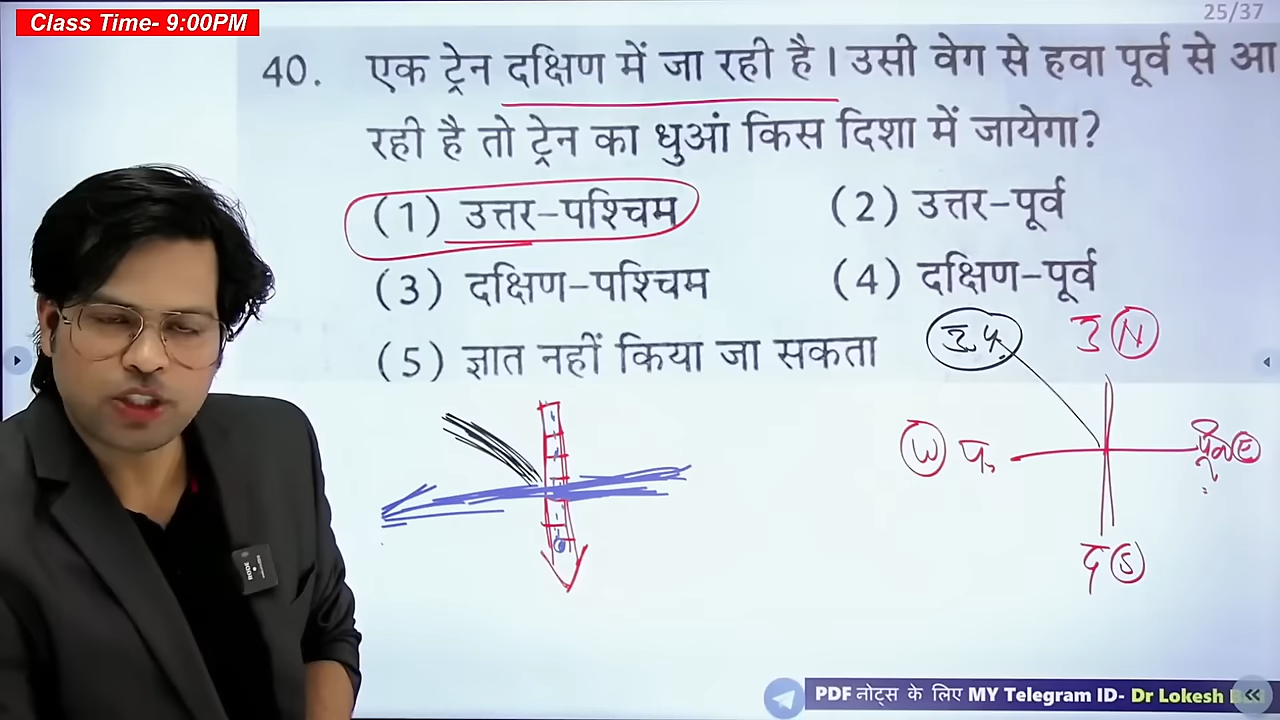 Class Time- 9:00PM
25/37
40. एक ट्रेन दक्षिण में जा रही है। उसी वेग से हवा पूर्व से आ
रही है तो ट्रेन का धुआं किस दिशा में जायेगा?
(1) उत्तर-पश्चिम (2) उत्तर-पूर्व
(3) दक्षिण-पश्चिम (4) दक्षिण-पूर्व
(5) ज्ञात नहीं किया जा सकता
उ.प. उ N
W प. पूर्व E
द S
RODE
PDF नोट्स के लिए MY Telegram ID- Dr Lokesh